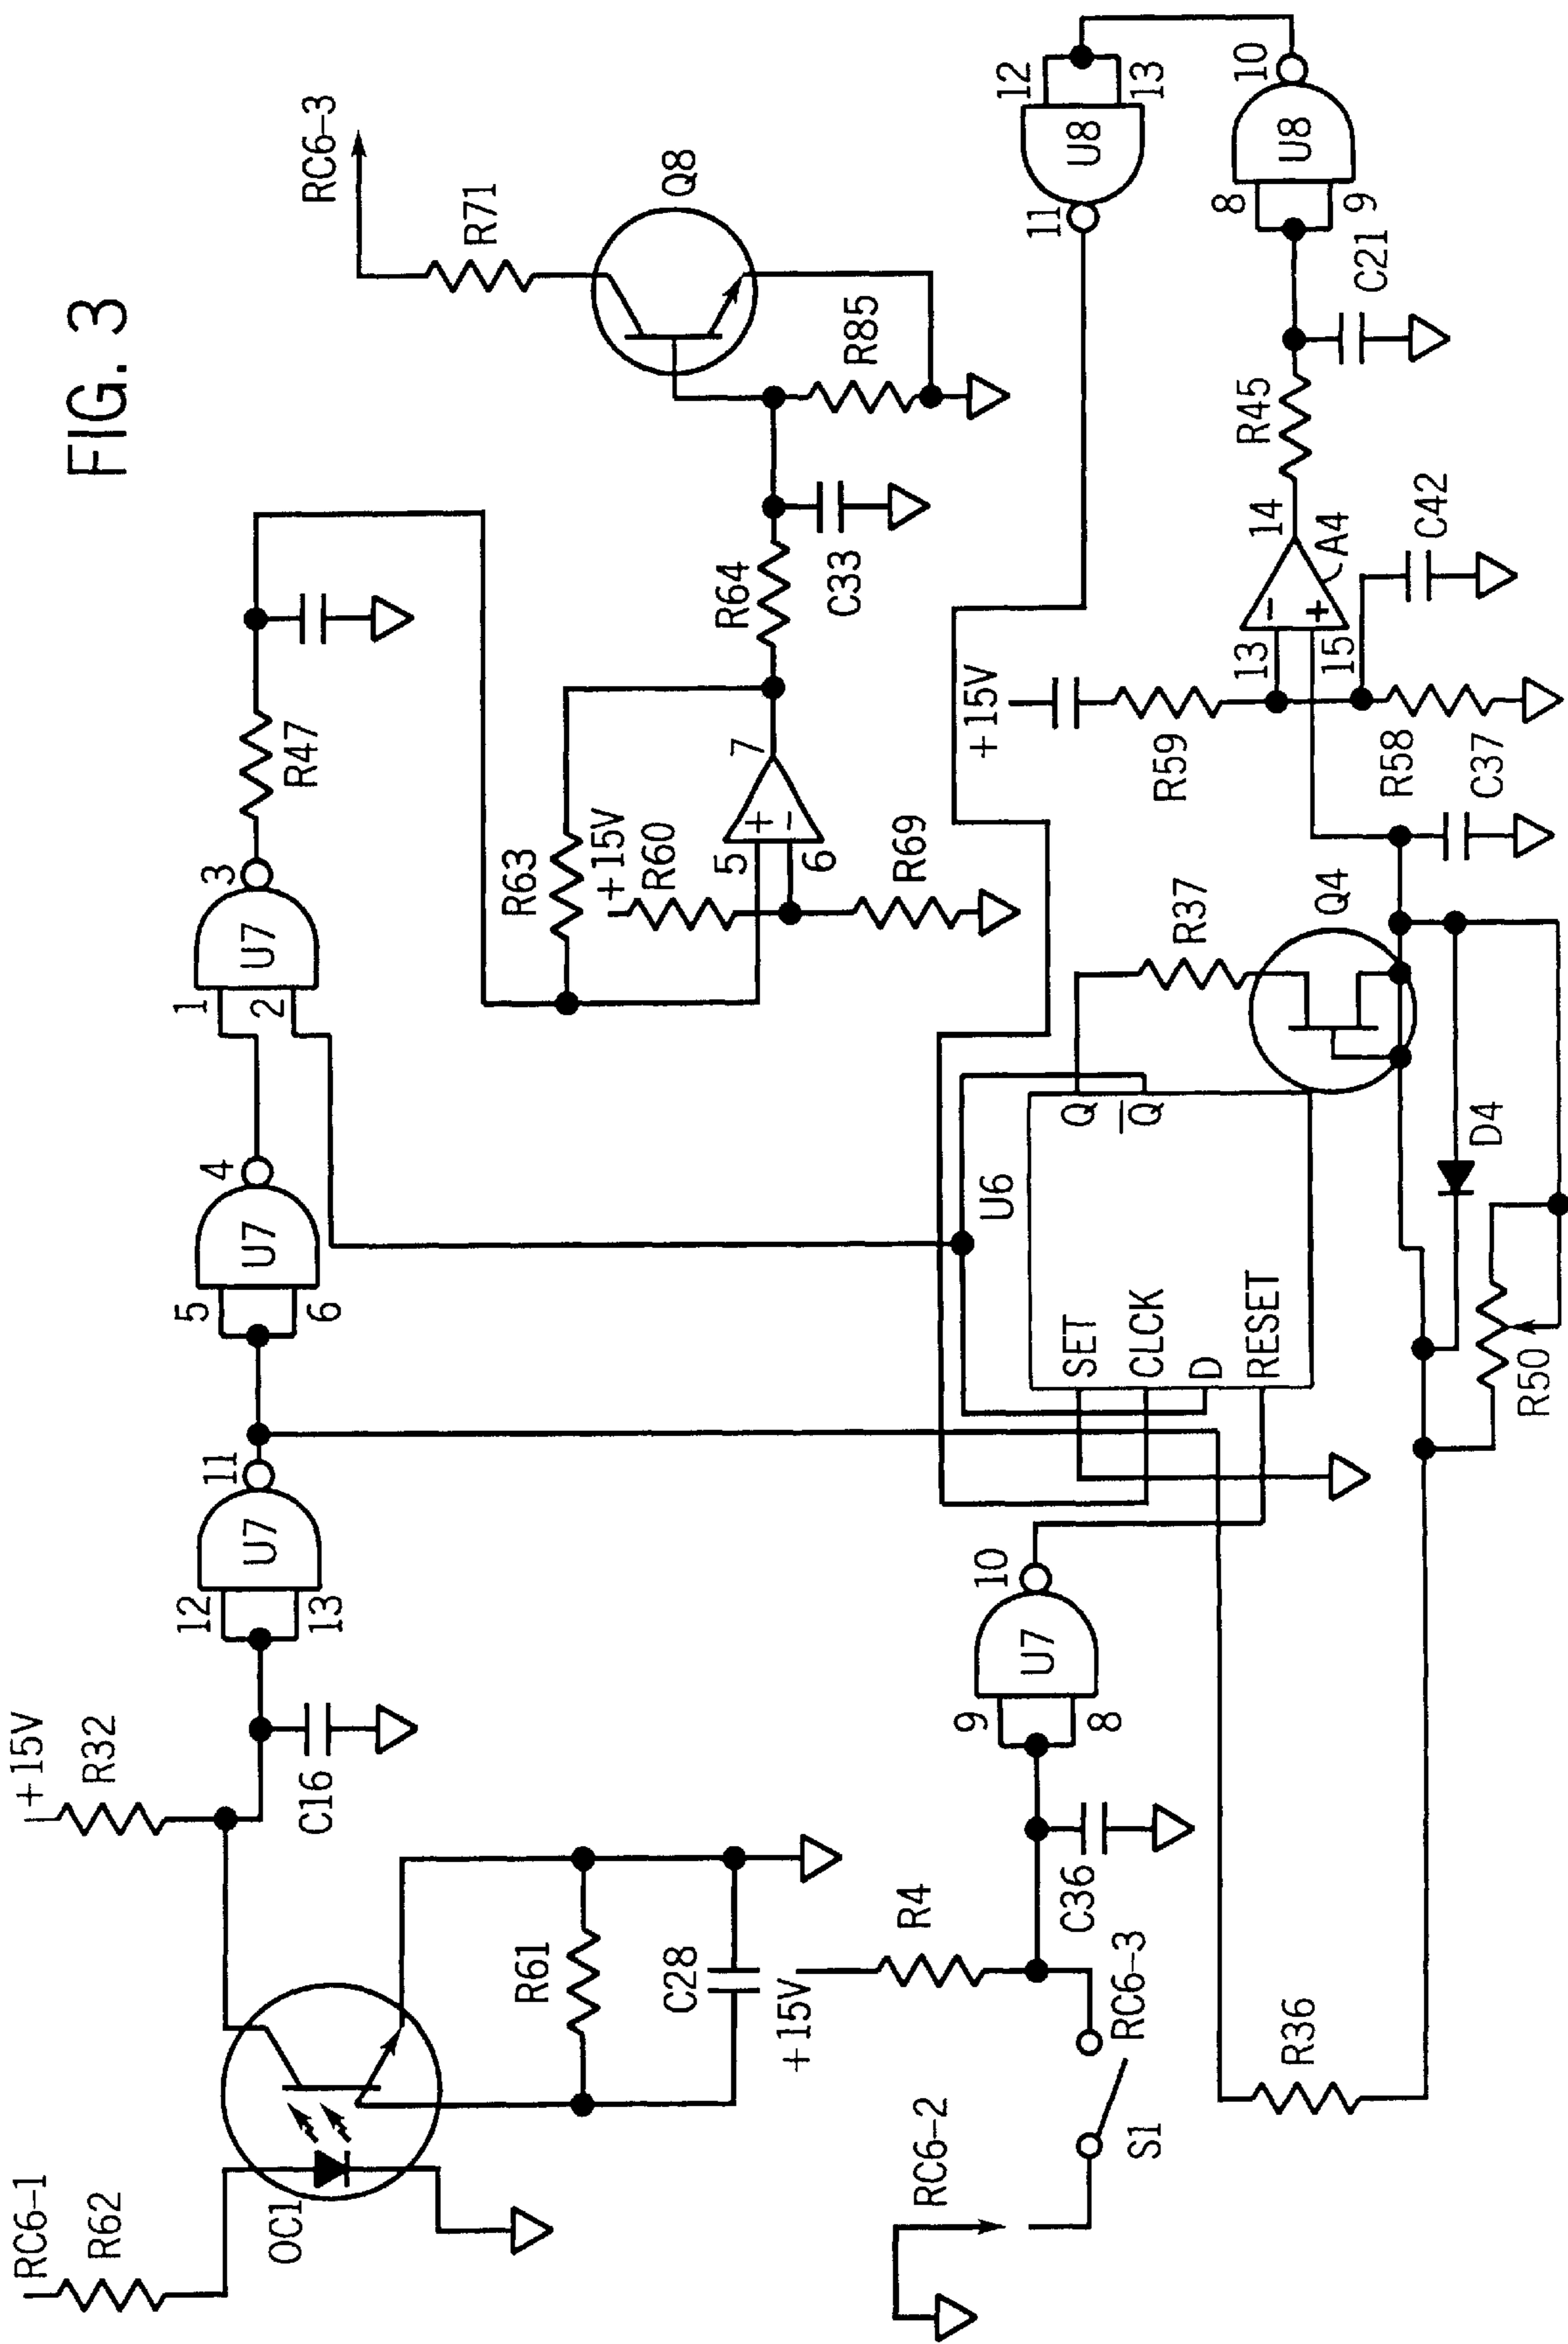 FIG. 3
RC6-1
R62
OC1
+15V
R32
C16
R61
C28
12
13
U7
11
5
6
U7
4
1
2
U7
3
R47
R63
+15V
R60
5
6
+
-
7
R69
R64
C33
R85
Q8
R71
RC6-3
RC6-2
S1
RC6-3
+15V
R4
C36
9
8
U7
10
U6
SET
CLCK
D
RESET
Q
Q
R37
Q4
D4
R50
R36
+15V
R59
R58
C37
13
15
-
+
14
A4
C42
R45
C21
8
9
U8
10
12
13
U8
11